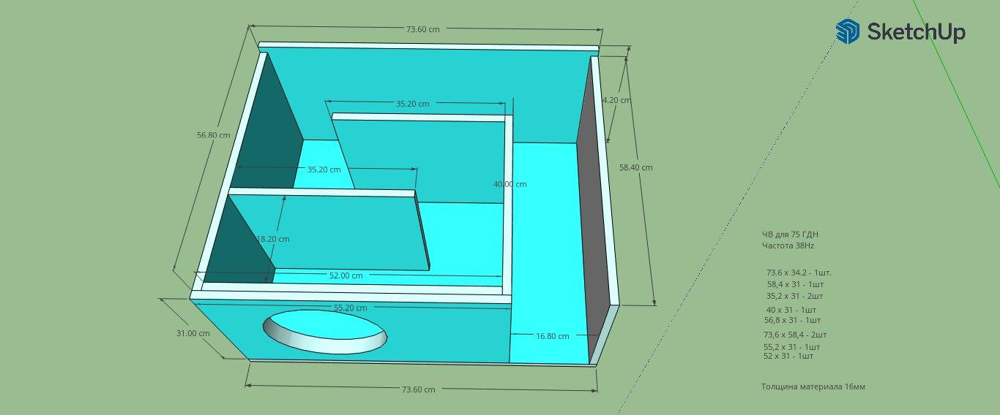 73.60 cm
SketchUp
4.20 cm
35.20 cm
56.80 cm
35.20 cm
58.40 cm
40.00 cm
18.20 cm
52.00 cm
55.20 cm
31.00 cm
16.80 cm
73.60 cm
ЧВ для 75 ГДН
Частота 38Hz
73.6 x 34.2 - 1шт.
58,4 x 31 - 1шт
35,2 x 31 - 2шт
40 x 31 - 1шт
56,8 x 31 - 1шт
73,6 x 58,4 - 2шт
55,2 x 31 - 1шт
52 x 31 - 1шт
Толщина материала 16мм